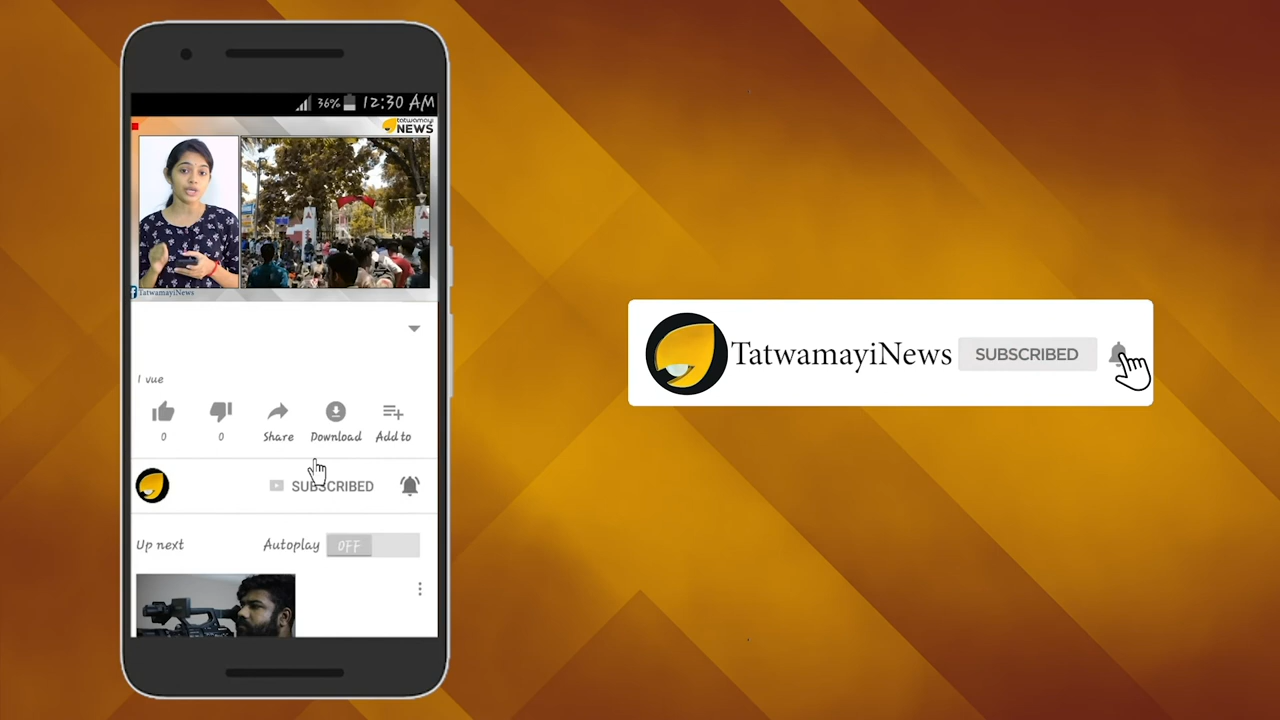 36% 12:30 AM
tatwamayi
NEWS
TatwamayiNews
1 vue
0 0 Share Download Add to
SUBSCRIBED
Up next Autoplay OFF
TatwamayiNews SUBSCRIBED